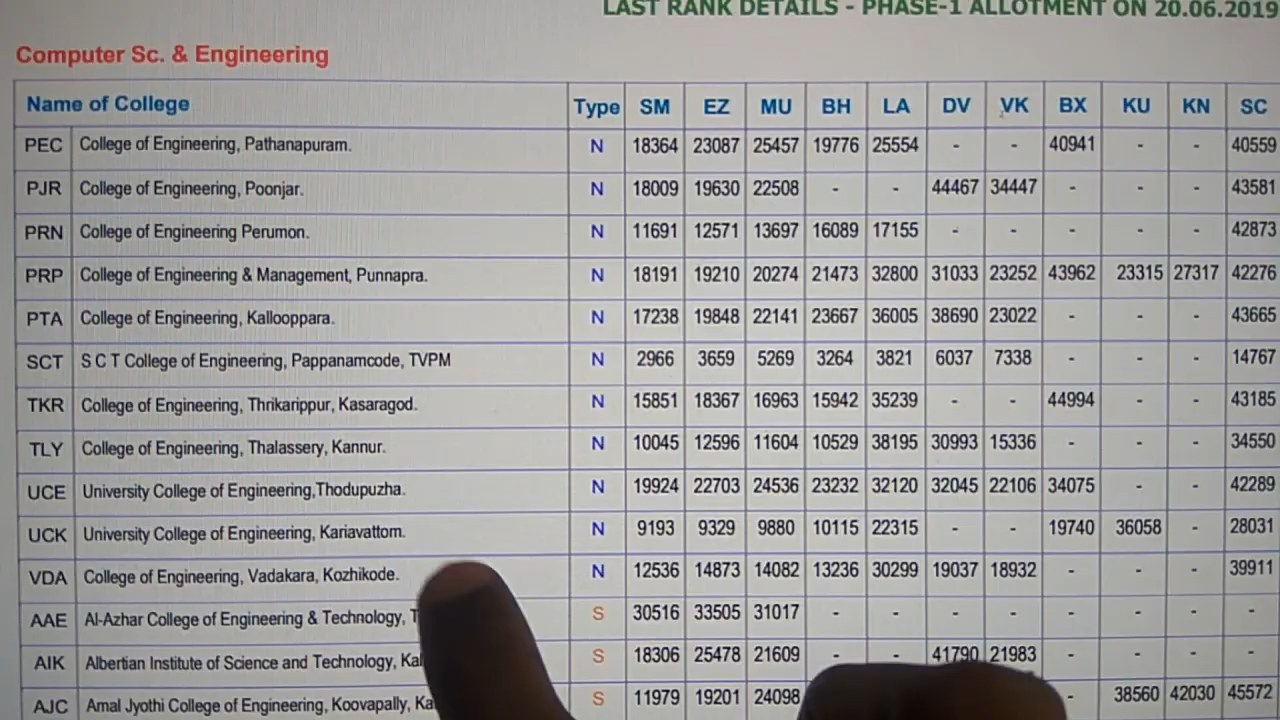 LAST RANK DETAILS - PHASE-1 ALLOTMENT ON 20.06.2019
Computer Sc. & Engineering
Name of College Type SM EZ MU BH LA DV VK BX KU KN SC
PEC College of Engineering, Pathanapuram. N 18364 23087 25457 19776 25554 - - 40941 - - 40559
PJR College of Engineering, Poonjar. N 18009 19630 22508 - - 44467 34447 - - - 43581
PRN College of Engineering Perumon. N 11691 12571 13697 16089 17155 - - - - - 42873
PRP College of Engineering & Management, Punnapra. N 18191 19210 20274 21473 32800 31033 23252 43962 23315 27317 42276
PTA College of Engineering, Kallooppara. N 17238 19848 22141 23667 36005 38690 23022 - - - 43665
SCT S C T College of Engineering, Pappanamcode, TVPM N 2966 3659 5269 3264 3821 6037 7338 - - - 14767
TKR College of Engineering, Thrikarippur, Kasaragod. N 15851 18367 16963 15942 35239 - - 44994 - - 43185
TLY College of Engineering, Thalassery, Kannur. N 10045 12596 11604 10529 38195 30993 15336 - - - 34550
UCE University College of Engineering,Thodupuzha. N 19924 22703 24536 23232 32120 32045 22106 34075 - - 42289
UCK University College of Engineering, Kariavattom. N 9193 9329 9880 10115 22315 - - 19740 36058 - 28031
VDA College of Engineering, Vadakara, Kozhikode. N 12536 14873 14082 13236 30299 19037 18932 - - - 39911
AAE Al-Azhar College of Engineering & Technology, S 30516 33505 31017 - - - - - - - -
AIK Albertian Institute of Science and Technology, S 18306 25478 21609 - - 41790 21983 - - - -
AJC Amal Jyothi College of Engineering, Koovapally, S 11979 19201 24098 - 38560 42030 45572